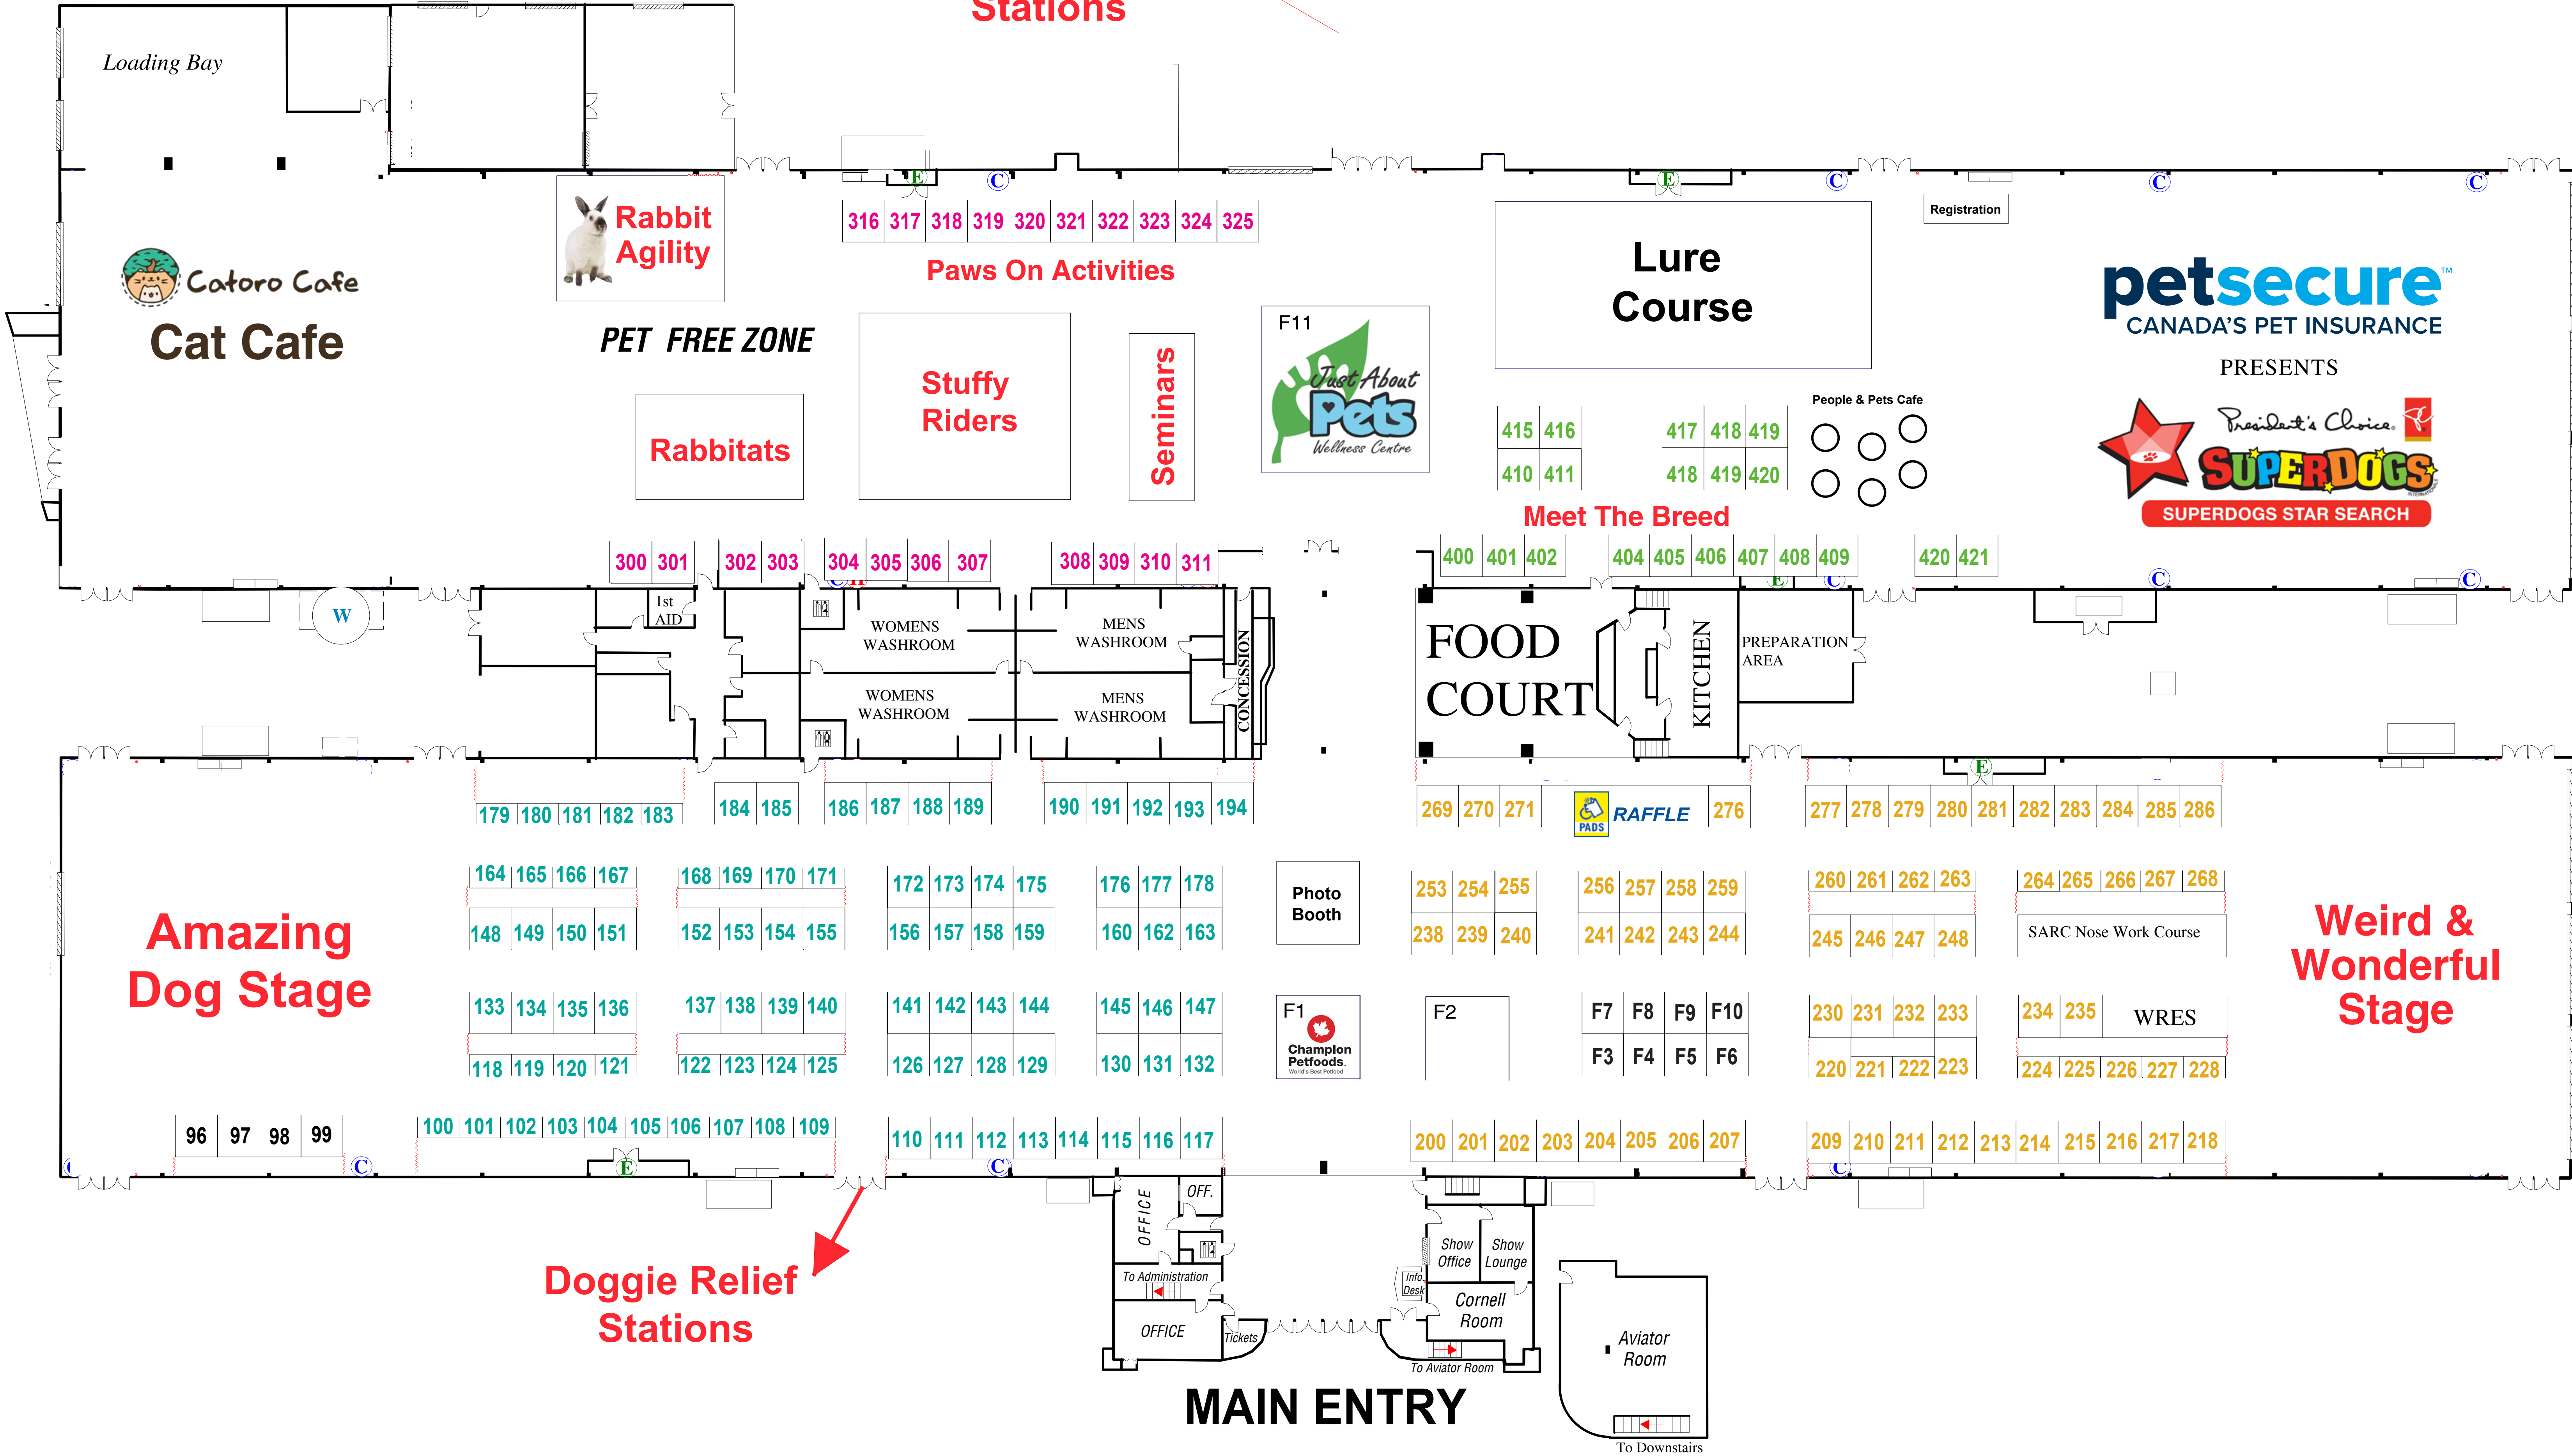 Stations
Loading Bay
E
C
E
C
C
C
Rabbit
Agility
316 317 318 319 320 321 322 323 324 325
Registration
Paws On Activities
Lure
Course
Catoro Cafe
Cat Cafe
PET FREE ZONE
petsecure™
CANADA'S PET INSURANCE
PRESENTS
F11
Just About
Pets
Wellness Centre
Stuffy
Riders
Seminars
Rabbitats
People & Pets Cafe
President's Choice
PC
SUPERDOGS
SUPERDOGS STAR SEARCH
415 416 417 418 419
410 411 418 419 420
Meet The Breed
300 301 302 303 304 305 306 307 308 309 310 311
400 401 402 404 405 406 407 408 409 420 421
E
C
C
C
W
1st
AID
WOMENS
WASHROOM
MENS
WASHROOM
WOMENS
WASHROOM
MENS
WASHROOM
CONCESSION
FOOD
COURT
KITCHEN
PREPARATION
AREA
E
179 180 181 182 183 184 185 186 187 188 189 190 191 192 193 194
269 270 271 PADS RAFFLE 276 277 278 279 280 281 282 283 284 285 286
164 165 166 167 168 169 170 171 172 173 174 175 176 177 178
Photo
Booth
253 254 255 256 257 258 259 260 261 262 263 264 265 266 267 268
148 149 150 151 152 153 154 155 156 157 158 159 160 162 163
238 239 240 241 242 243 244 245 246 247 248 SARC Nose Work Course
Amazing
Dog Stage
Weird &
Wonderful
Stage
133 134 135 136 137 138 139 140 141 142 143 144 145 146 147
F1
Champion
Petfoods
World's Best Petfood
F2
F7 F8 F9 F10 230 231 232 233 234 235 WRES
118 119 120 121 122 123 124 125 126 127 128 129 130 131 132
F3 F4 F5 F6 220 221 222 223 224 225 226 227 228
96 97 98 99 100 101 102 103 104 105 106 107 108 109 110 111 112 113 114 115 116 117
200 201 202 203 204 205 206 207 209 210 211 212 213 214 215 216 217 218
C
E
C
C
Doggie Relief
Stations
OFFICE
OFF.
To Administration
OFFICE
Tickets
Show
Office
Show
Lounge
Info.
Desk
Cornell
Room
To Aviator Room
Aviator
Room
To Downstairs
MAIN ENTRY